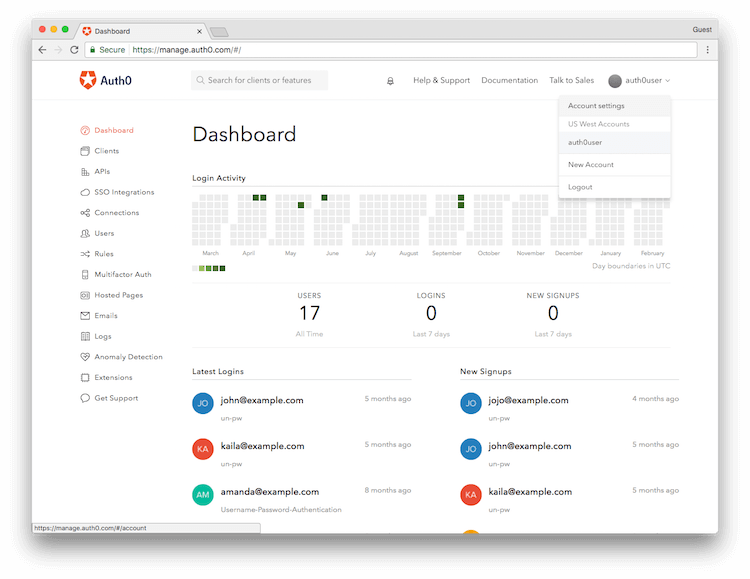 Dashboard
Guest
Secure https://manage.auth0.com/#/
Auth0
Search for clients or features
Help & Support Documentation Talk to Sales auth0user
Account settings
US West Accounts
auth0user
New Account
Logout
Dashboard
Clients
APIs
SSO Integrations
Connections
Users
Rules
Multifactor Auth
Hosted Pages
Emails
Logs
Anomaly Detection
Extensions
Get Support
Dashboard
Login Activity
March April May June July August September October November December January February
Day boundaries in UTC
USERS
17
All Time
LOGINS
0
Last 7 days
NEW SIGNUPS
0
Last 7 days
Latest Logins
JO john@example.com 5 months ago
un-pw
KA kaila@example.com 5 months ago
un-pw
AM amanda@example.com 8 months ago
Username-Password-Authentication
New Signups
JO jojo@example.com 4 months ago
un-pw
JO john@example.com 5 months ago
un-pw
KA kaila@example.com 5 months ago
un-pw
https://manage.auth0.com/#/account